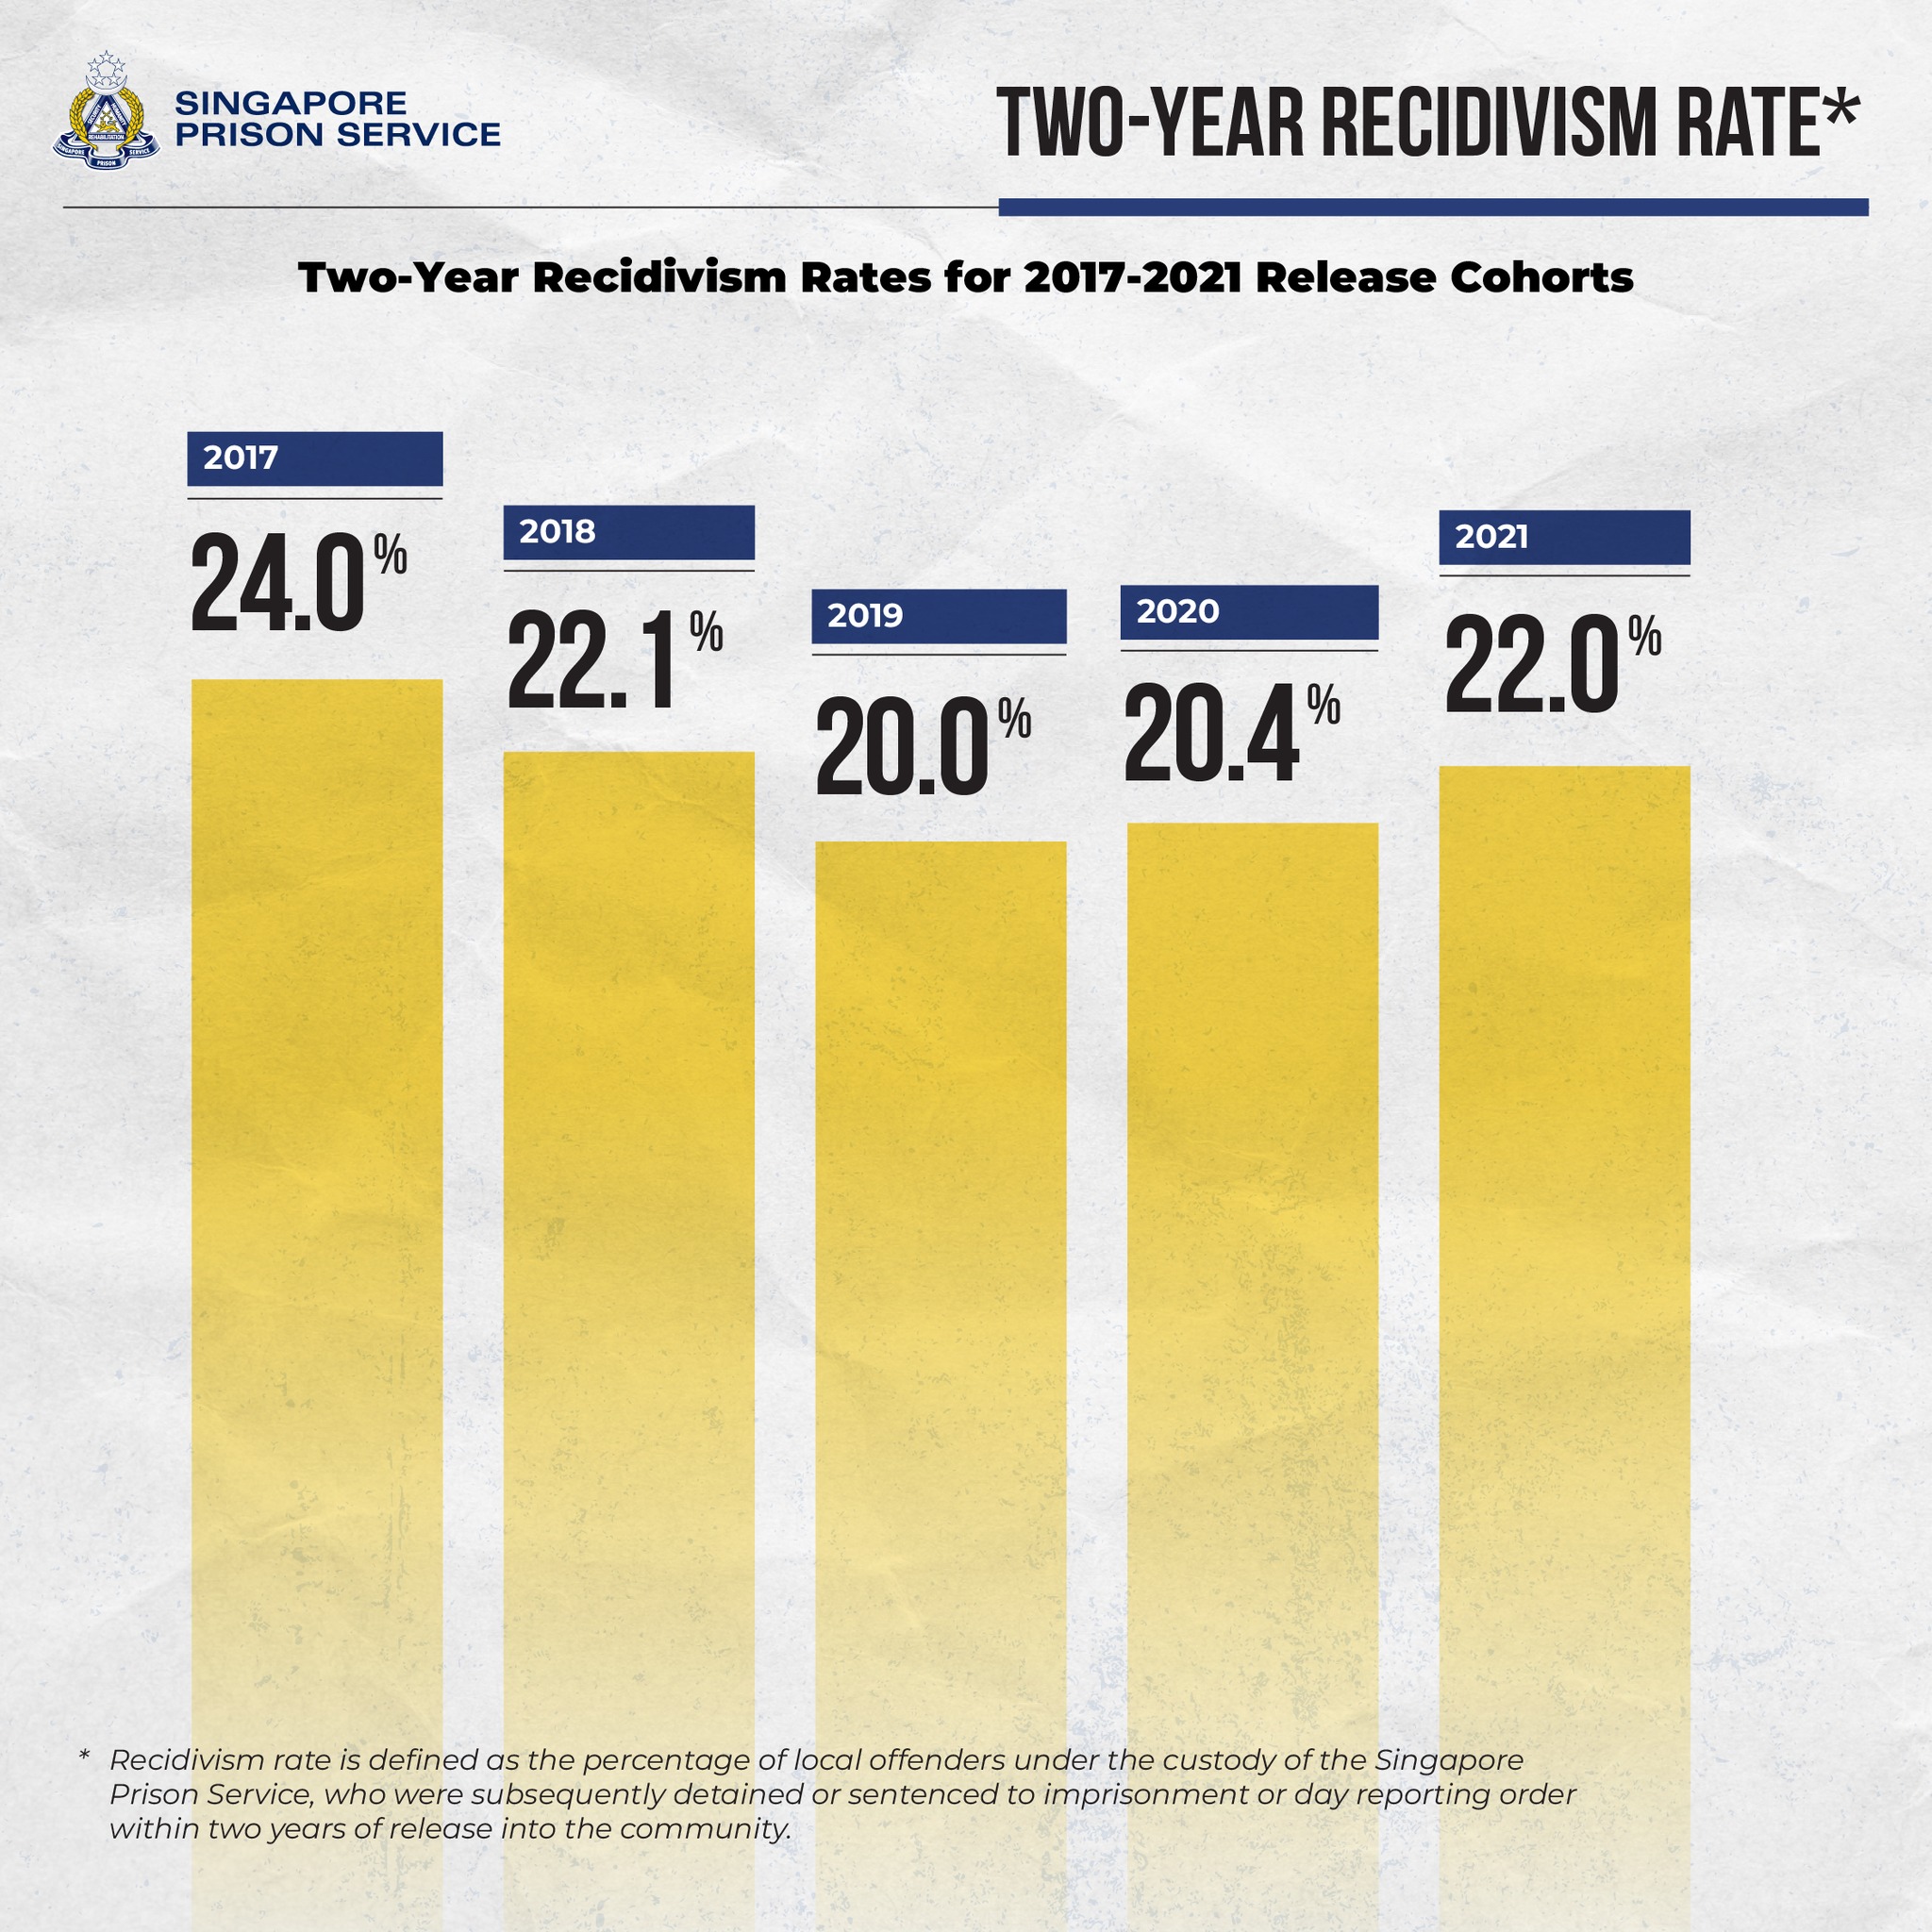 SINGAPORE
PRISON SERVICE
TWO-YEAR RECIDIVISM RATE*
Two-Year Recidivism Rates for 2017-2021 Release Cohorts
2017
24.0%
2018
22.1%
2019
20.0%
2020
20.4%
2021
22.0%
* Recidivism rate is defined as the percentage of local offenders under the custody of the Singapore
Prison Service, who were subsequently detained or sentenced to imprisonment or day reporting order
within two years of release into the community.
REHABILITATION
SINGAPORE PRISON SERVICE